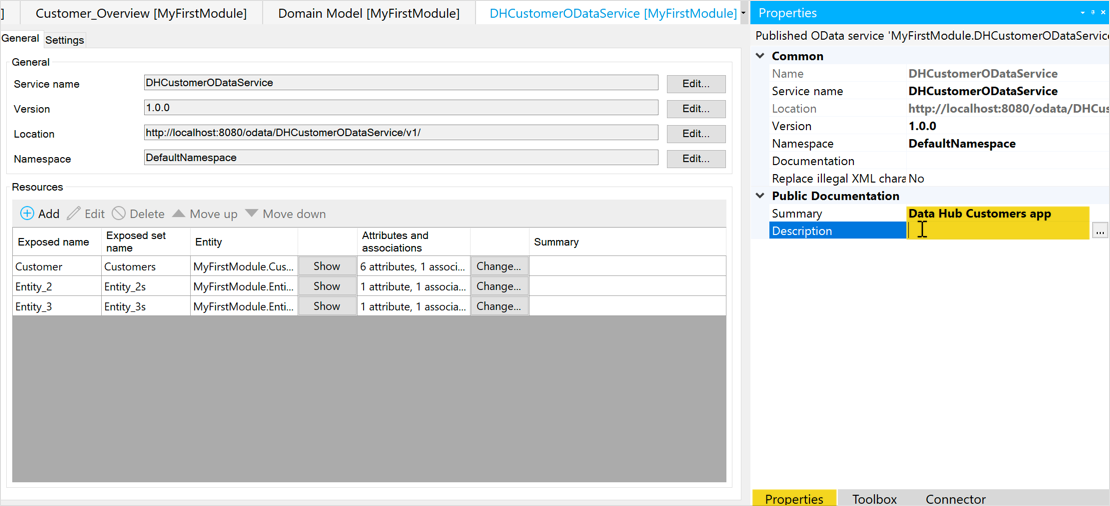 ]
Customer_Overview [MyFirstModule]
Domain Model [MyFirstModule]
DHCustomerODataService [MyFirstModule]
General
Settings
General
Service name
DHCustomerODataService
Edit...
Version
1.0.0
Edit...
Location
http://localhost:8080/odata/DHCustomerODataService/v1/
Edit...
Namespace
DefaultNamespace
Edit...
Resources
Add Edit Delete Move up Move down
Exposed name
Exposed set name
Entity
Attributes and associations
Summary
Customer Customers MyFirstModule.Cus... Show 6 attributes, 1 associ... Change...
Entity_2 Entity_2s MyFirstModule.Enti... Show 1 attribute, 1 associa... Change...
Entity_3 Entity_3s MyFirstModule.Enti... Show 1 attribute, 1 associa... Change...
Properties
Published OData service 'MyFirstModule.DHCustomerODataService
Common
Name DHCustomerODataService
Service name DHCustomerODataService
Location http://localhost:8080/odata/DHCus
Version 1.0.0
Namespace DefaultNamespace
Documentation
Replace illegal XML chara No
Public Documentation
Summary Data Hub Customers app
Description ...
Properties Toolbox Connector